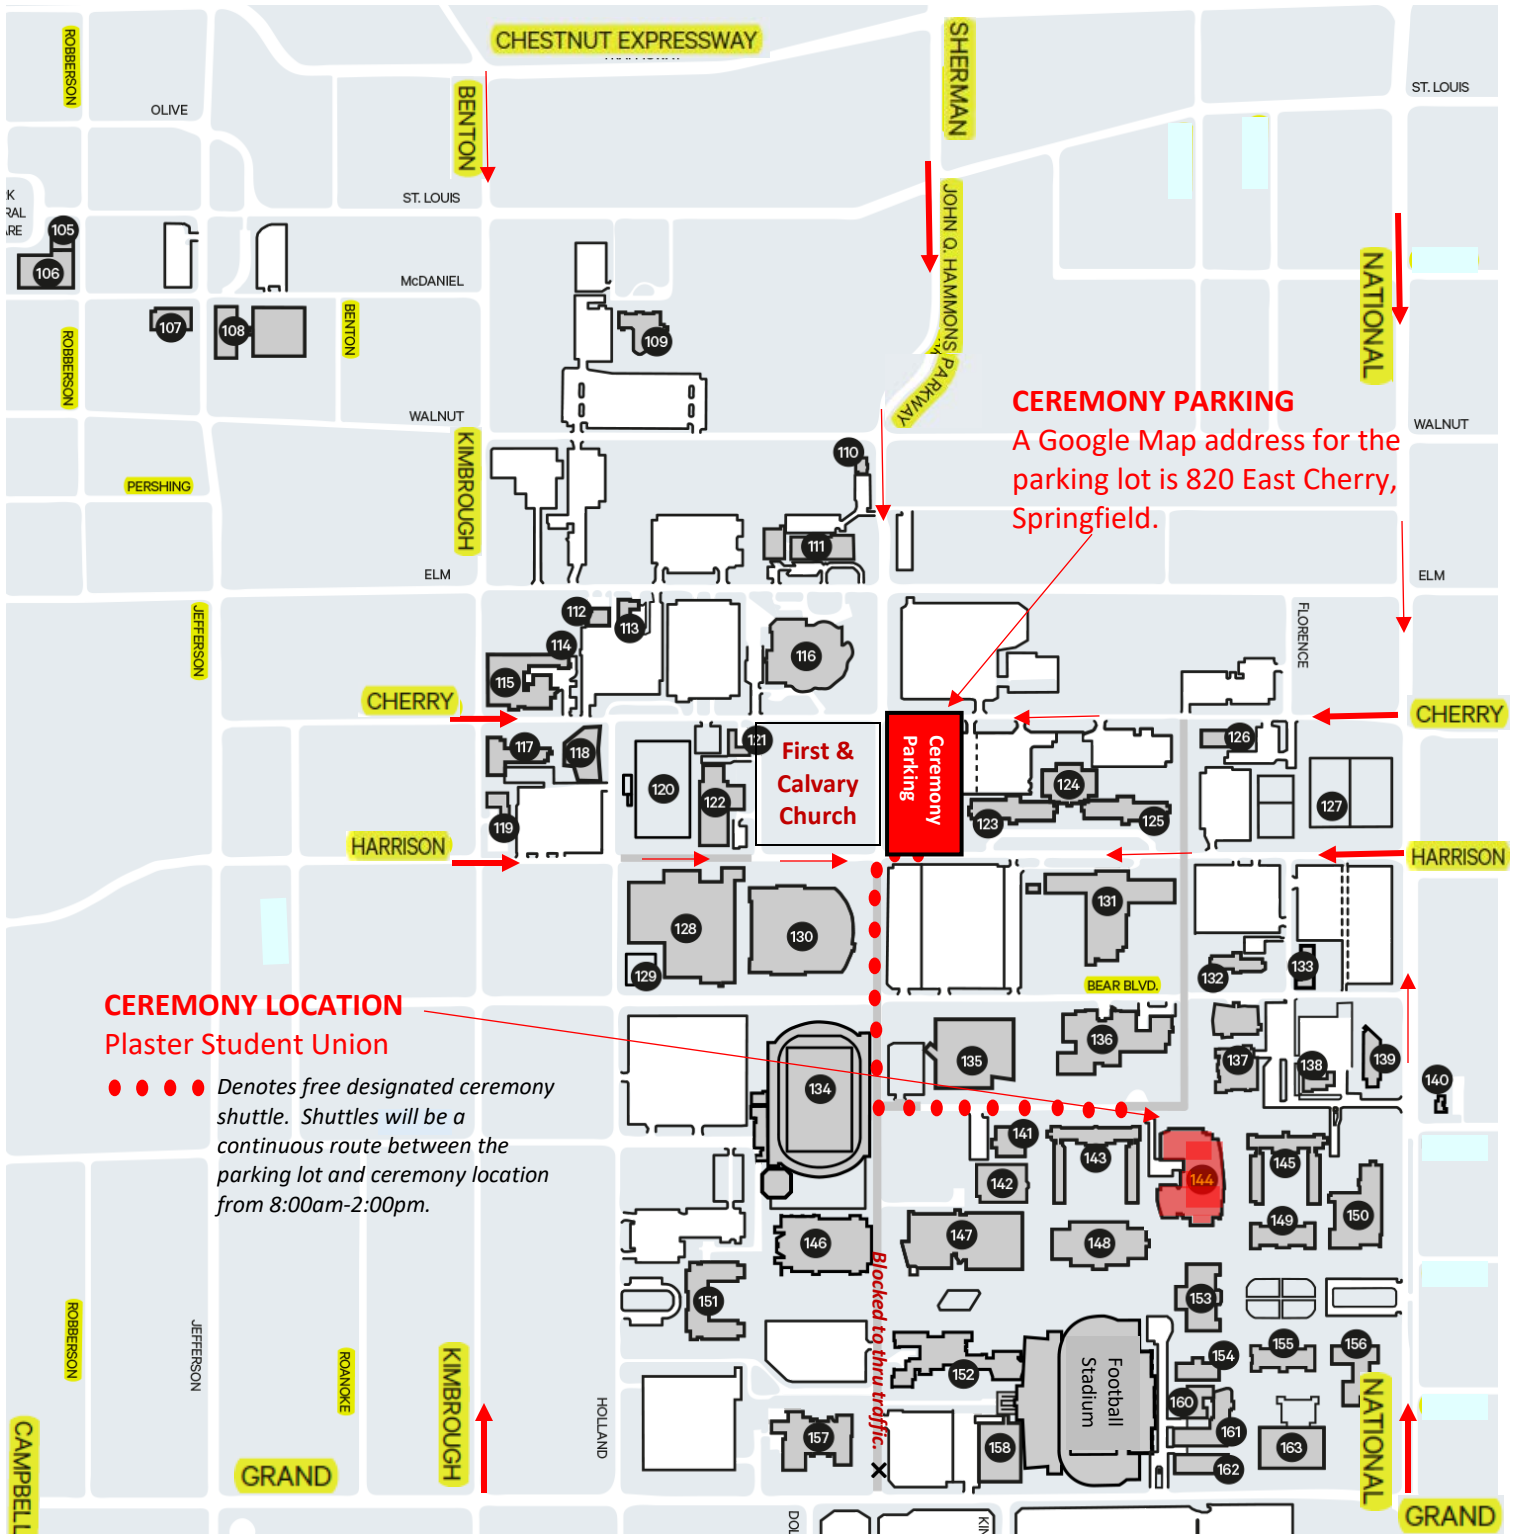 CHESTNUT EXPRESSWAY
SHERMAN
ROBBERSON
BENTON
OLIVE
ST. LOUIS
ST. LOUIS
JOHN Q. HAMMONS PARKWAY
NATIONAL
RAL
105
106
McDANIEL
107
108
BENTON
ROBBERSON
109
WALNUT
WALNUT
CEREMONY PARKING
A Google Map address for the
parking lot is 820 East Cherry,
Springfield.
KIMBROUGH
PERSHING
110
111
ELM
ELM
JEFFERSON
FLORENCE
112
113
114
115
116
CHERRY
CHERRY
117
118
119
120
121
122
First &
Calvary
Church
Ceremony
Parking
123
124
125
126
127
HARRISON
HARRISON
128
129
130
131
132
133
BEAR BLVD.
CEREMONY LOCATION
Plaster Student Union
Denotes free designated ceremony
shuttle. Shuttles will be a
continuous route between the
parking lot and ceremony location
from 8:00am-2:00pm.
134
135
136
137
138
139
140
141
142
143
144
145
146
147
148
149
150
Blocked to thru traffic.
151
152
153
154
155
156
Football
Stadium
ROBBERSON
JEFFERSON
ROANOKE
KIMBROUGH
HOLLAND
157
158
160
161
162
163
NATIONAL
CAMPBELL
GRAND
GRAND
DOL
KIN